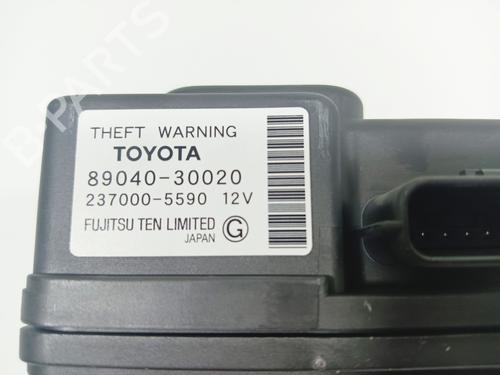 B-PARTS
THEFT WARNING
TOYOTA
89040-30020
237000-5590 12V
FUJITSU TEN LIMITED G
JAPAN